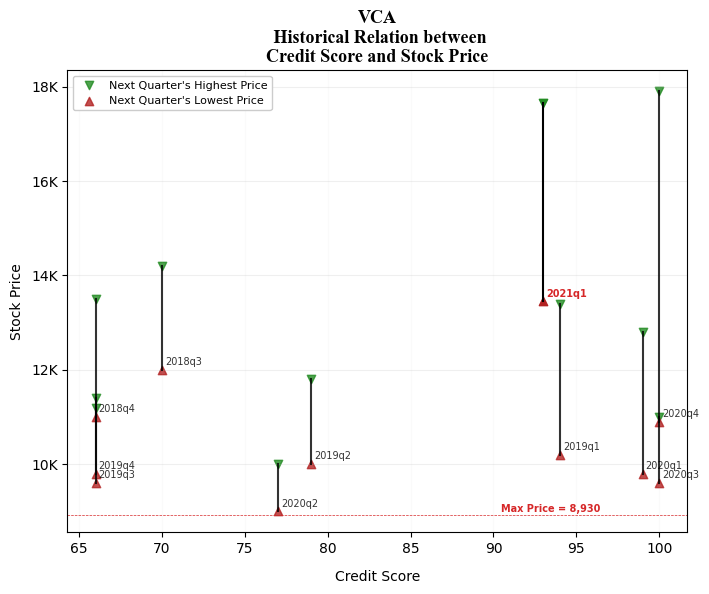 VCA
Historical Relation between
Credit Score and Stock Price
Next Quarter's Highest Price
Next Quarter's Lowest Price
18K
16K
14K
12K
10K
Stock Price
2021q1
2018q3
2018q4
2020q4
2019q1
2019q2
2019q4
2020q1
2019q3
2020q3
2020q2
Max Price = 8,930
65
70
75
80
85
90
95
100
Credit Score